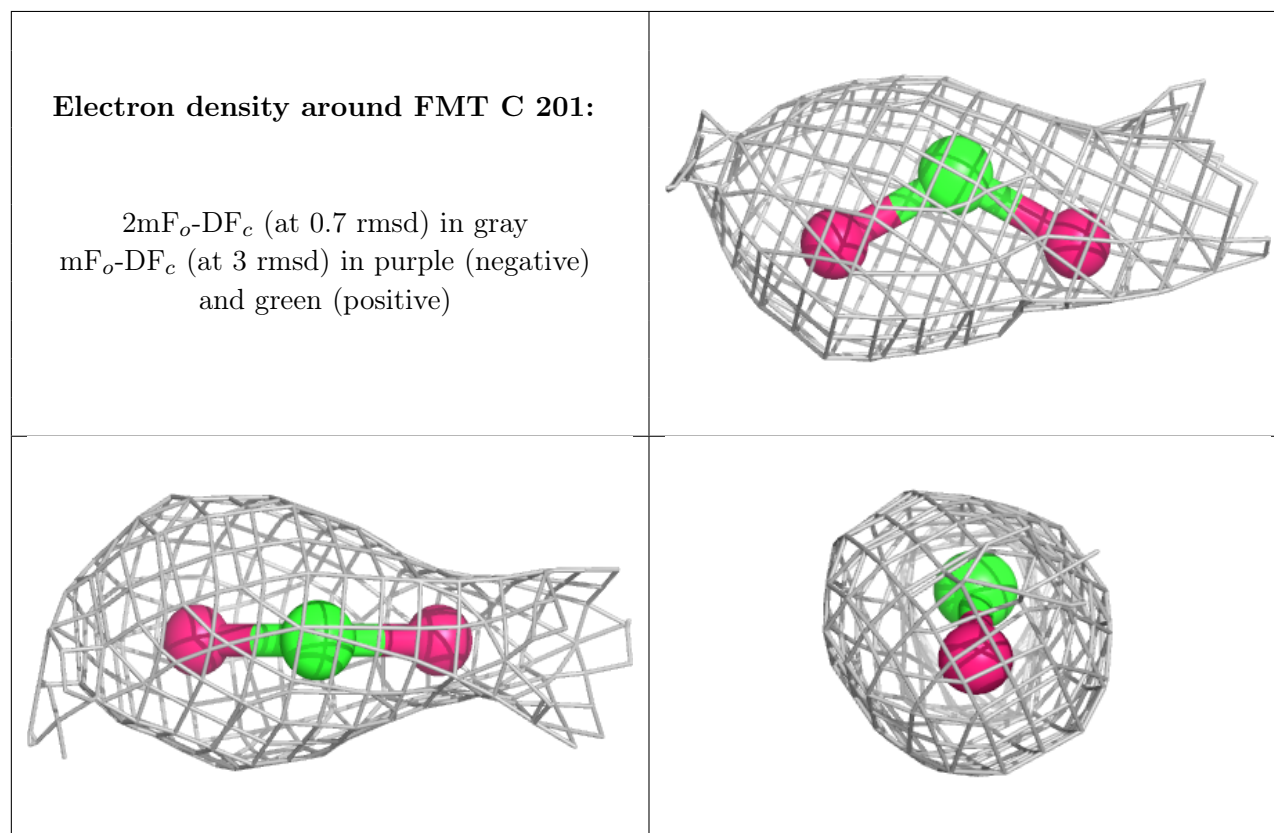 Electron density around FMT C 201:
2mFo-DFc (at 0.7 rmsd) in gray
mFo-DFc (at 3 rmsd) in purple (negative)
and green (positive)